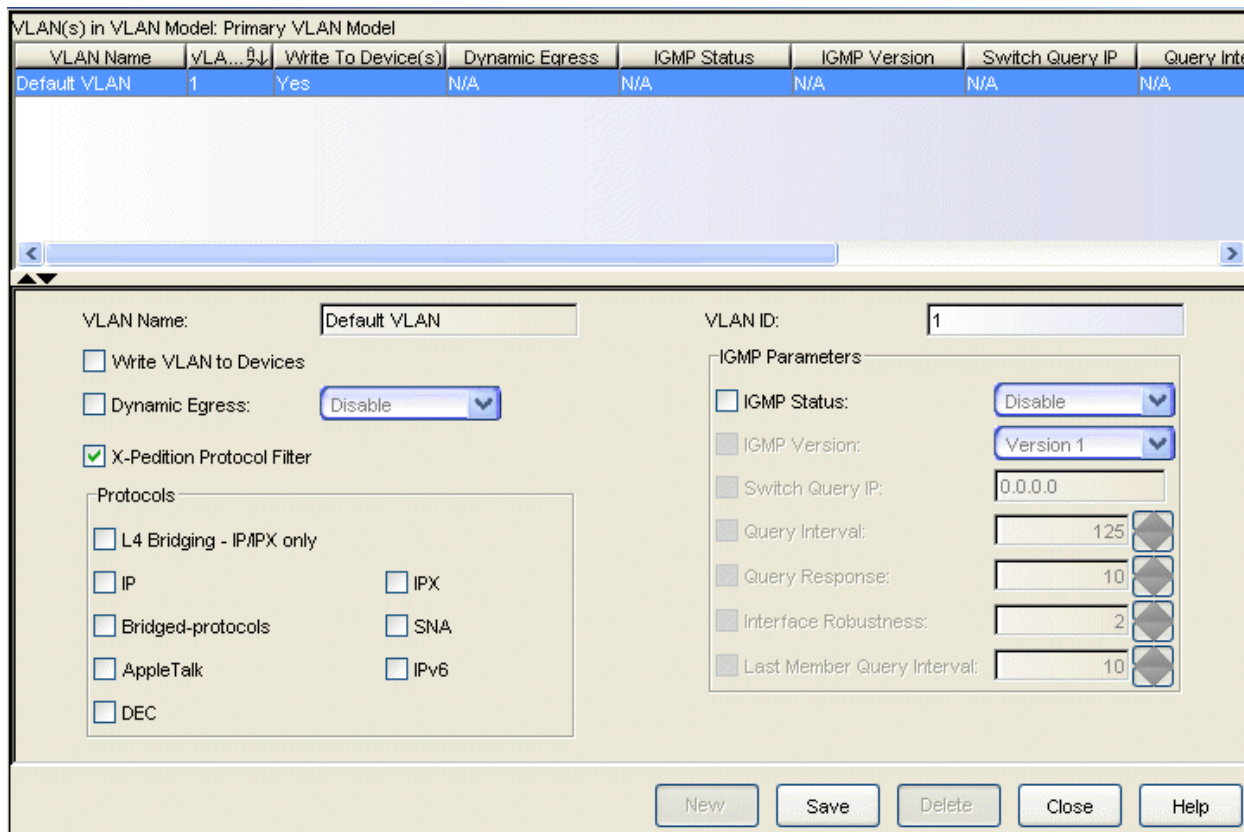 VLAN(s) in VLAN Model: Primary VLAN Model
VLAN Name VLA... Write To Device(s) Dynamic Egress IGMP Status IGMP Version Switch Query IP Query Inte
Default VLAN 1 Yes N/A N/A N/A N/A N/A
VLAN Name: Default VLAN VLAN ID: 1
Write VLAN to Devices IGMP Parameters
Dynamic Egress: Disable IGMP Status: Disable
X-Pedition Protocol Filter IGMP Version: Version 1
Protocols Switch Query IP: 0.0.0.0
L4 Bridging - IP/IPX only Query Interval: 125
IP IPX Query Response: 10
Bridged-protocols SNA Interface Robustness: 2
AppleTalk IPv6 Last Member Query Interval: 10
DEC
New Save Delete Close Help